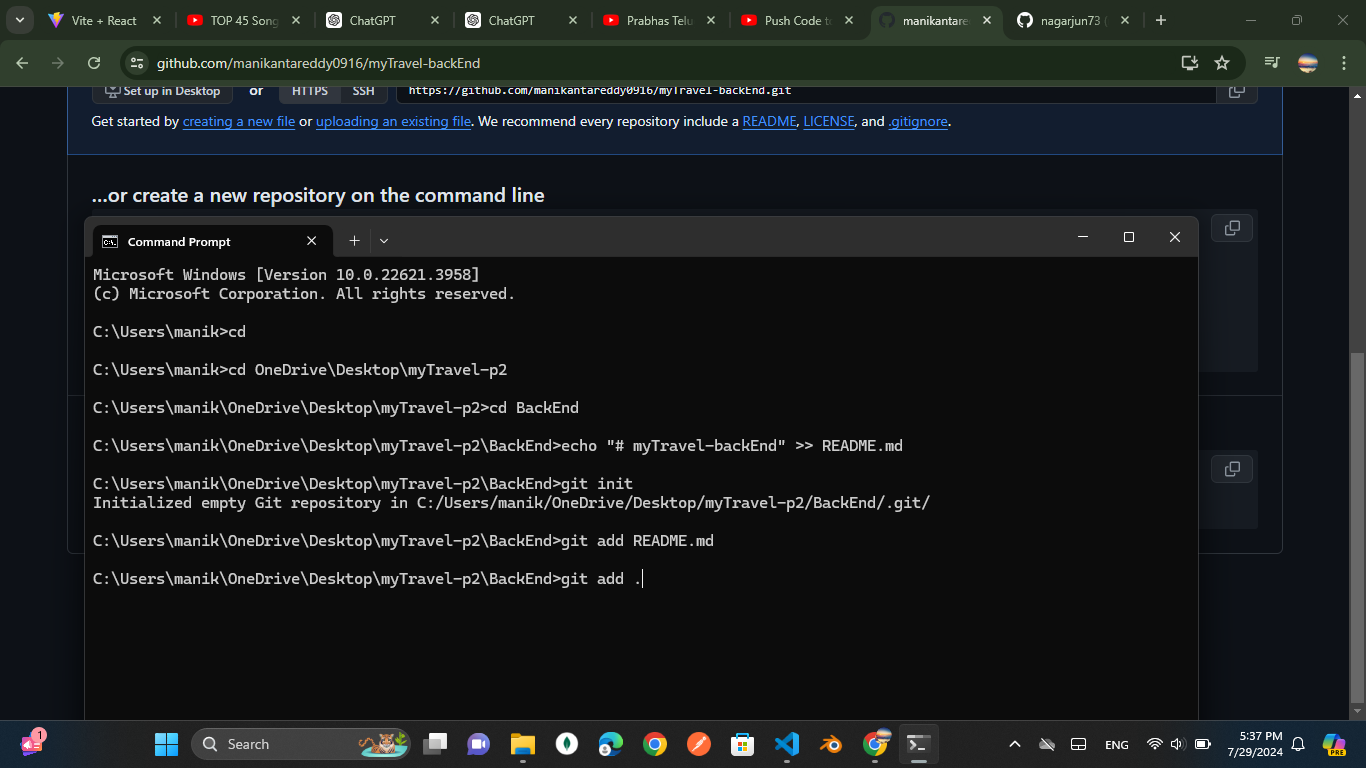 Vite + React
TOP 45 Song
ChatGPT
ChatGPT
Prabhas Telu
Push Code to
manikantare
nagarjun73 (
github.com/manikantareddy0916/myTravel-backEnd
Set up in Desktop or HTTPS SSH https://github.com/manikantareddy0916/myTravel-backEnd.git
Get started by creating a new file or uploading an existing file. We recommend every repository include a README, LICENSE, and .gitignore.
...or create a new repository on the command line
Command Prompt
Microsoft Windows [Version 10.0.22621.3958]
(c) Microsoft Corporation. All rights reserved.
C:\Users\manik>cd
C:\Users\manik>cd OneDrive\Desktop\myTravel-p2
C:\Users\manik\OneDrive\Desktop\myTravel-p2>cd BackEnd
C:\Users\manik\OneDrive\Desktop\myTravel-p2\BackEnd>echo "# myTravel-backEnd" >> README.md
C:\Users\manik\OneDrive\Desktop\myTravel-p2\BackEnd>git init
Initialized empty Git repository in C:/Users/manik/OneDrive/Desktop/myTravel-p2/BackEnd/.git/
C:\Users\manik\OneDrive\Desktop\myTravel-p2\BackEnd>git add README.md
C:\Users\manik\OneDrive\Desktop\myTravel-p2\BackEnd>git add .
1
Search
ENG
5:37 PM
7/29/2024
PRE